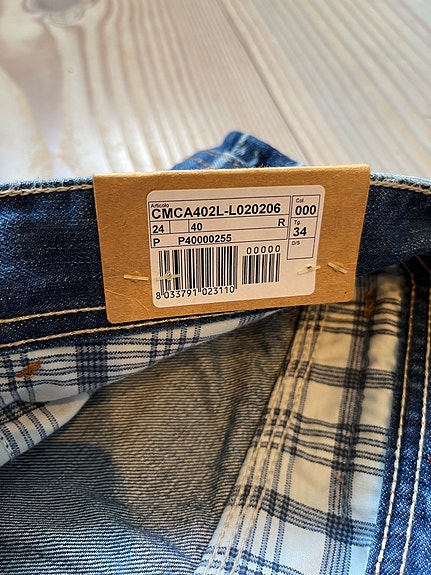 Articolo
CMCA402L-L020206
Col.
000
24 40 R
Tg.
34
P P40000255
D/S
00000
8 033791 023110